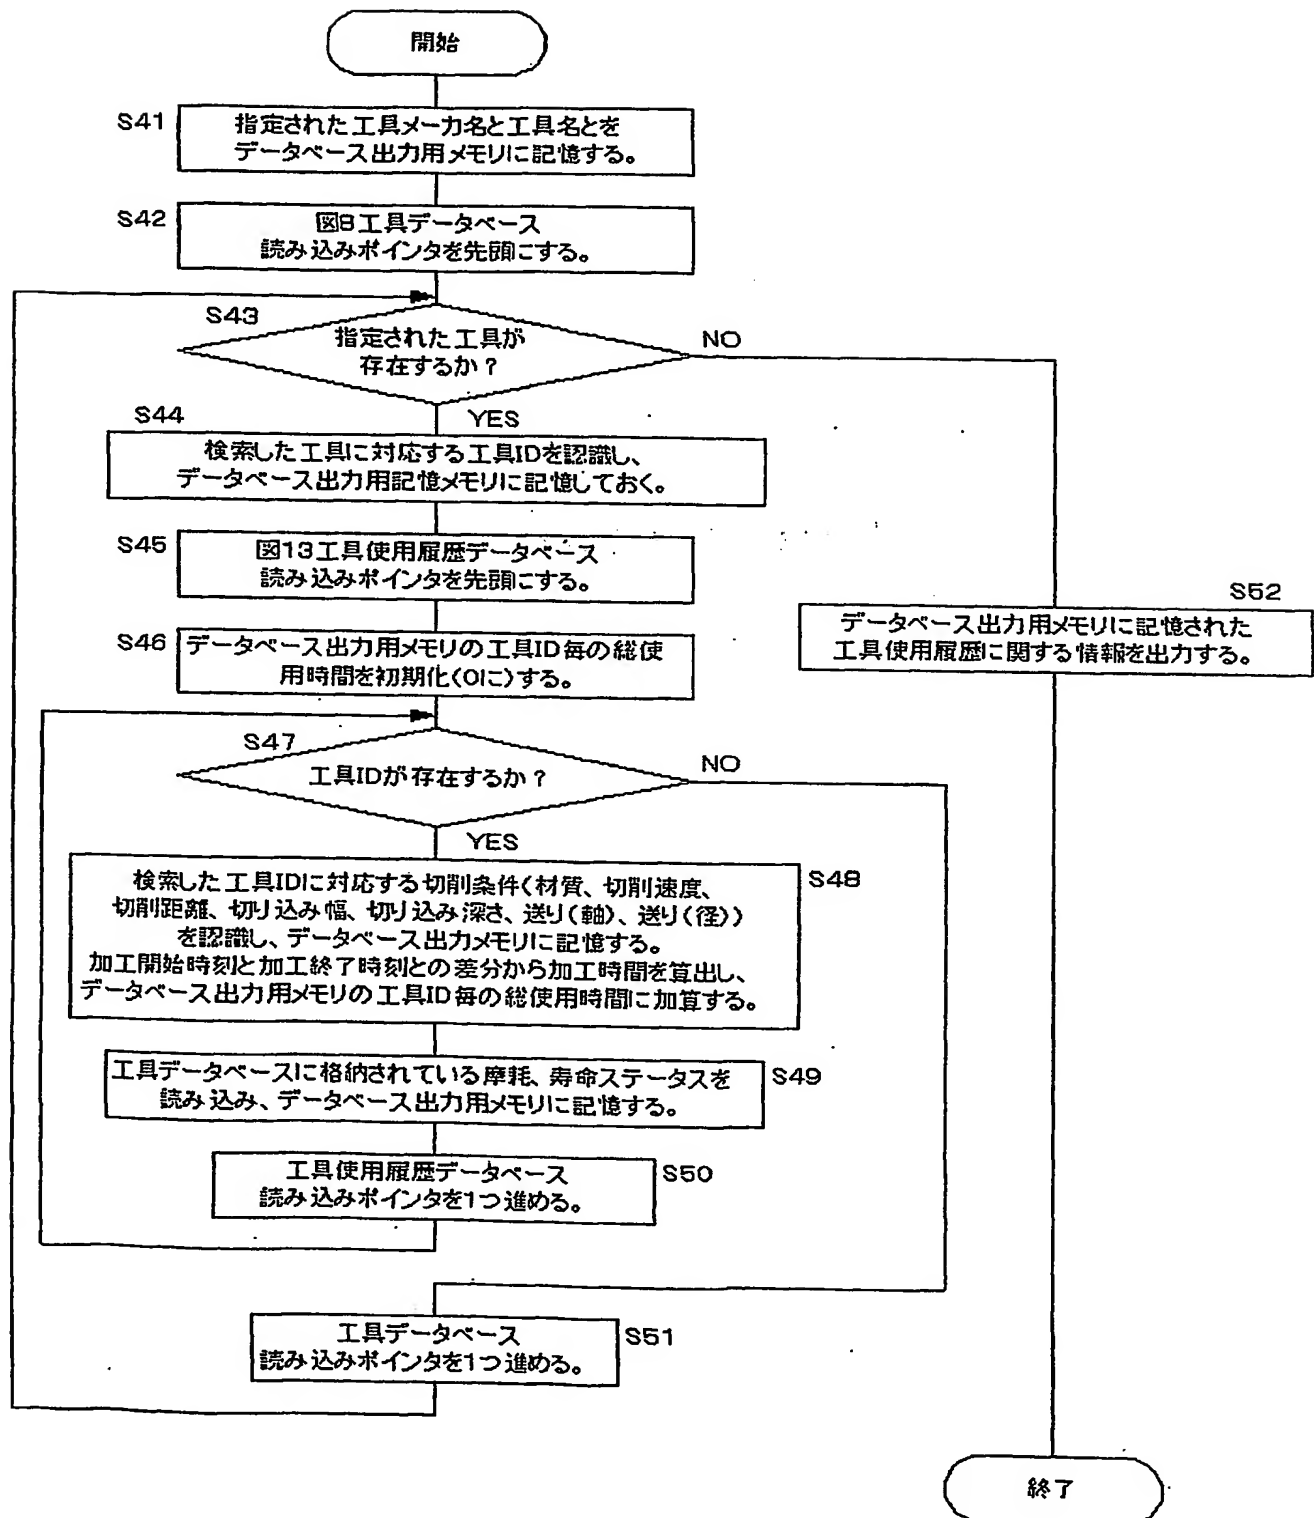 開始
S41
指定された工具メーカ名と工具名とを
データベース出力用メモリに記憶する。
S42
図8工具データベース
読み込みポインタを先頭にする。
S43
指定された工具が
存在するか？
NO
YES
S44
検索した工具に対応する工具IDを認識し、
データベース出力用記憶メモリに記憶しておく。
S45
図13工具使用履歴データベース
読み込みポインタを先頭にする。
S46
データベース出力用メモリの工具ID毎の総使
用時間を初期化(0に)する。
S52
データベース出力用メモリに記憶された
工具使用履歴に関する情報を出力する。
S47
工具IDが存在するか？
NO
YES
S48
検索した工具IDに対応する切削条件(材質、切削速度、
切削距離、切り込み幅、切り込み深さ、送り(軸)、送り(径))
を認識し、データベース出力メモリに記憶する。
加工開始時刻と加工終了時刻との差分から加工時間を算出し、
データベース出力用メモリの工具ID毎の総使用時間に加算する。
工具データベースに格納されている摩耗、寿命ステータスを
読み込み、データベース出力用メモリに記憶する。
S49
工具使用履歴データベース
読み込みポインタを1つ進める。
S50
工具データベース
読み込みポインタを1つ進める。
S51
終了